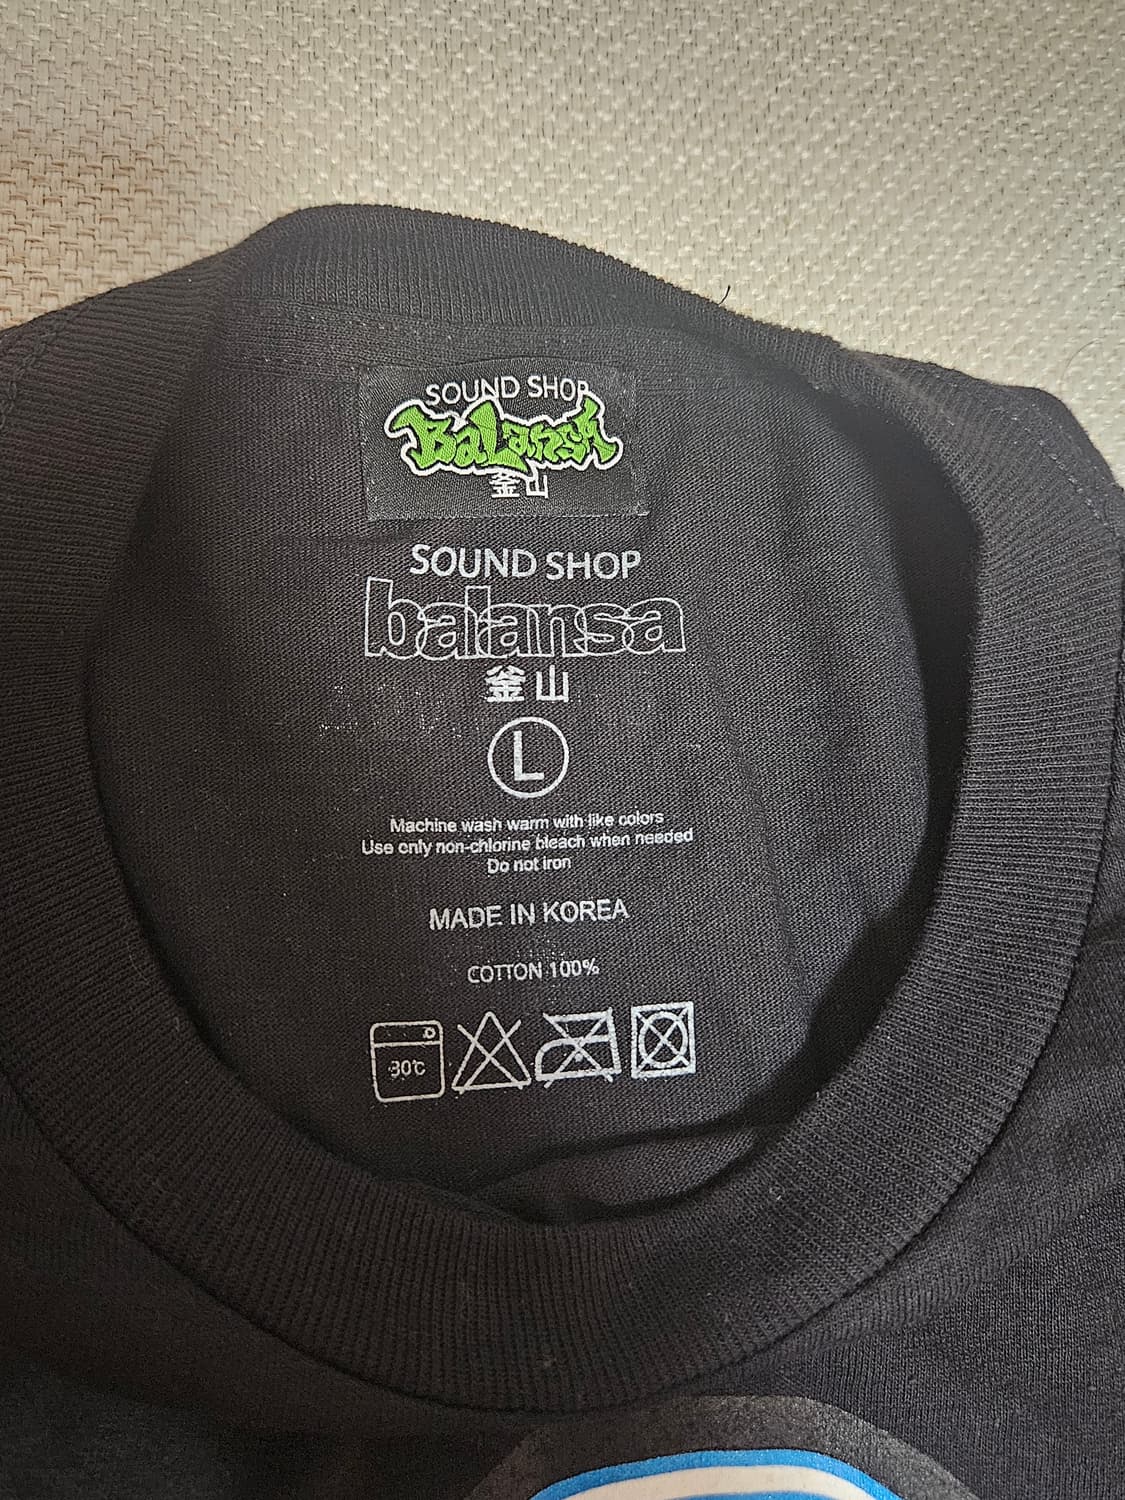 SOUND SHOP
BaLansA
釜山
SOUND SHOP
balansa
釜山
L
Machine wash warm with like colors
Use only non-chlorine bleach when needed
Do not iron
MADE IN KOREA
COTTON 100%
30℃